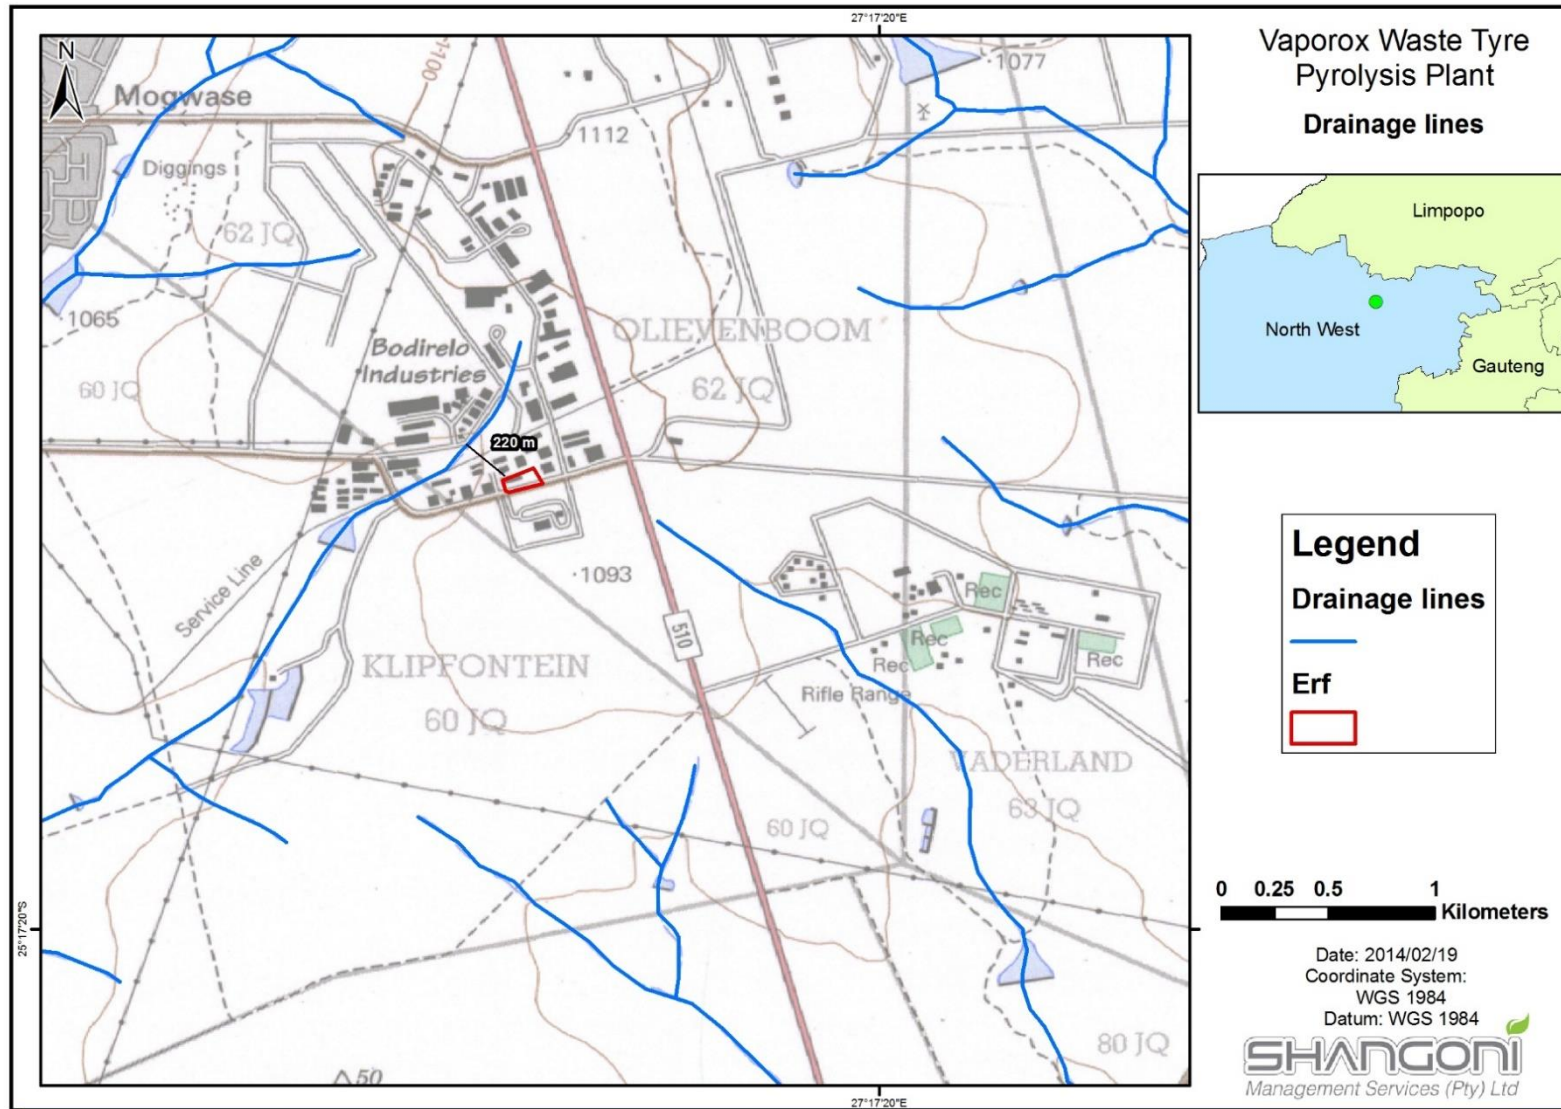 27°17'20"E
Vaporox Waste Tyre
Pyrolysis Plant
Drainage lines
N
Mogwase
1100
1077
1112
Diggings
62 JQ
1065
60 JQ
Bodirelo
Industries
OLIEVENBOOM
62 JQ
220 m
Service Line
1093
510
KLIPFONTEIN
60 JQ
Rec
Rec
Rec
Rec
Rifle Range
VADERLAND
63 JQ
60 JQ
80 JQ
50
25°17'20"S
27°17'20"E
Limpopo
North West
Gauteng
Legend
Drainage lines
Erf
0 0.25 0.5 1
Kilometers
Date: 2014/02/19
Coordinate System:
WGS 1984
Datum: WGS 1984
SHANGONI
Management Services (Pty) Ltd